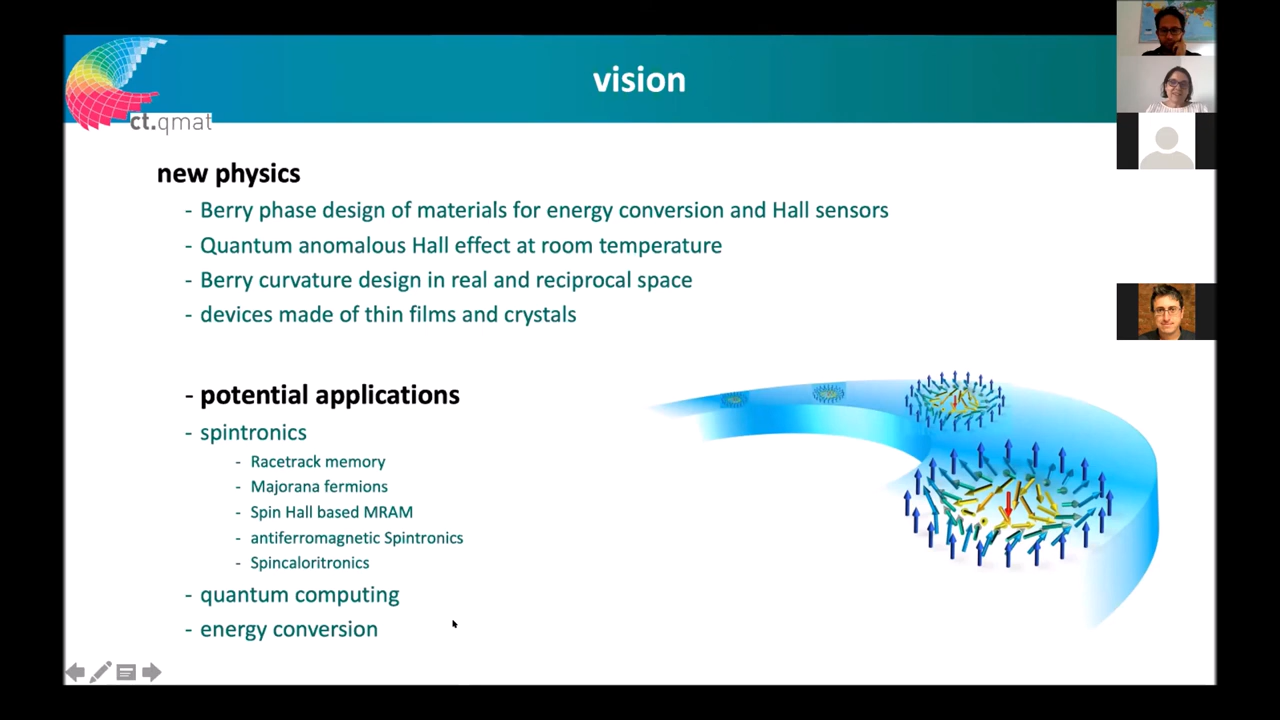 vision
ct.qmat
new physics
- Berry phase design of materials for energy conversion and Hall sensors
- Quantum anomalous Hall effect at room temperature
- Berry curvature design in real and reciprocal space
- devices made of thin films and crystals
- potential applications
- spintronics
- Racetrack memory
- Majorana fermions
- Spin Hall based MRAM
- antiferromagnetic Spintronics
- Spincaloritronics
- quantum computing
- energy conversion